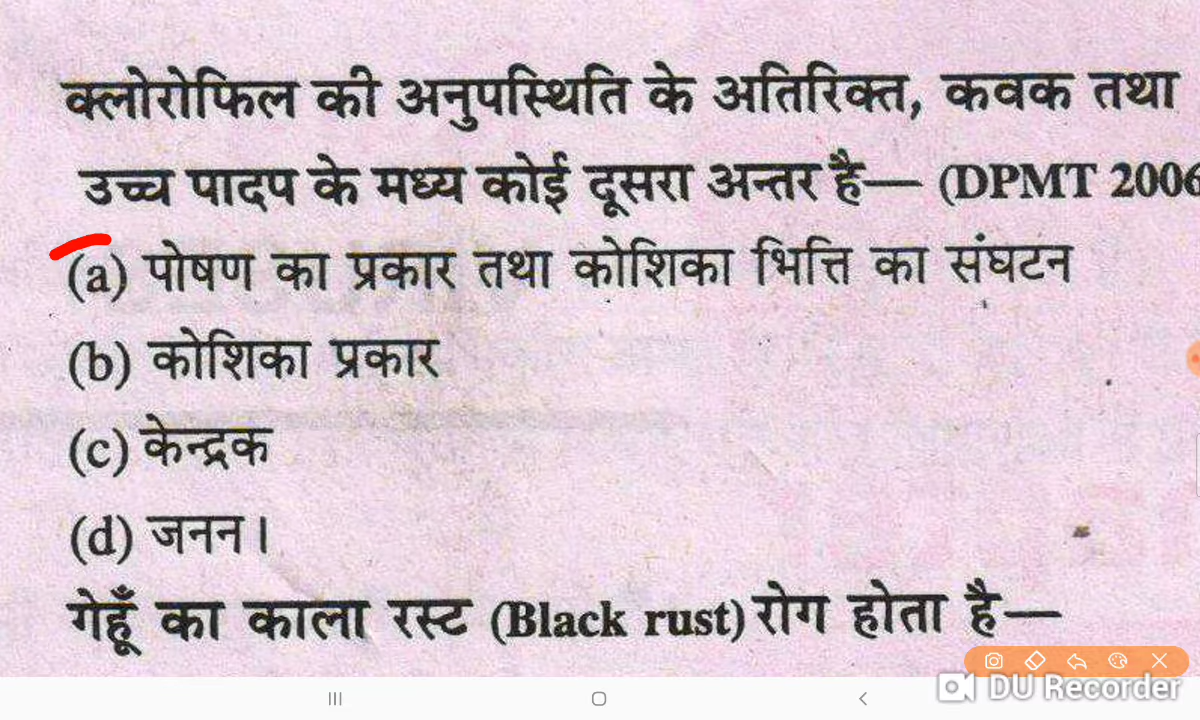 क्लोरोफिल की अनुपस्थिति के अतिरिक्त, कवक तथा
उच्च पादप के मध्य कोई दूसरा अन्तर है— (DPMT 2006
(a) पोषण का प्रकार तथा कोशिका भित्ति का संघटन
(b) कोशिका प्रकार
(c) केन्द्रक
(d) जनन।
गेहूँ का काला रस्ट (Black rust) रोग होता है—
DU Recorder